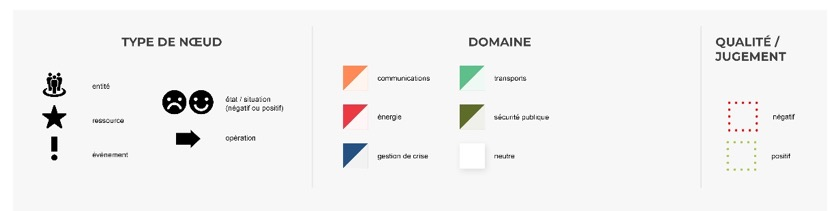 TYPE DE NŒUD
entité
ressource
événement
état / situation
(négatif ou positif)
opération
DOMAINE
communications
énergie
gestion de crise
transports
sécurité publique
neutre
QUALITÉ /
JUGEMENT
négatif
positif